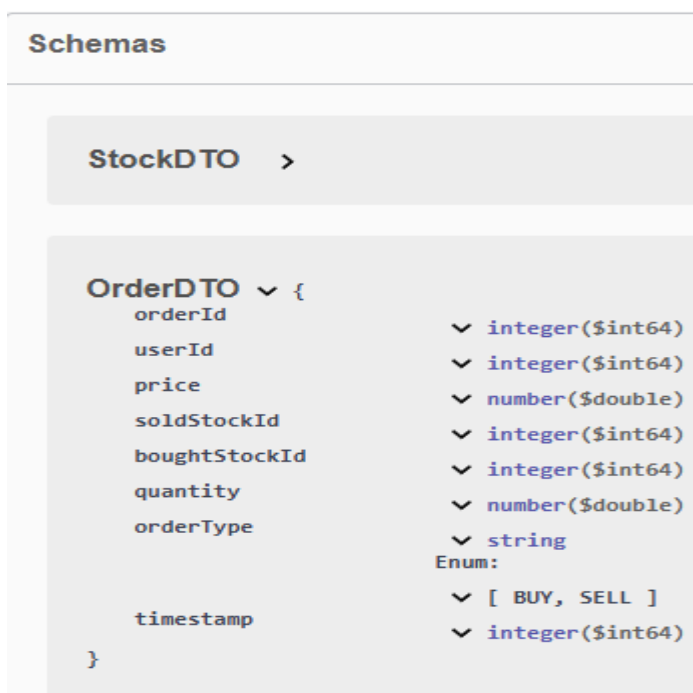 Schemas
StockDTO >
OrderDTO {
orderId integer($int64)
userId integer($int64)
price number($double)
soldStockId integer($int64)
boughtStockId integer($int64)
quantity number($double)
orderType string
Enum:
[ BUY, SELL ]
timestamp integer($int64)
}